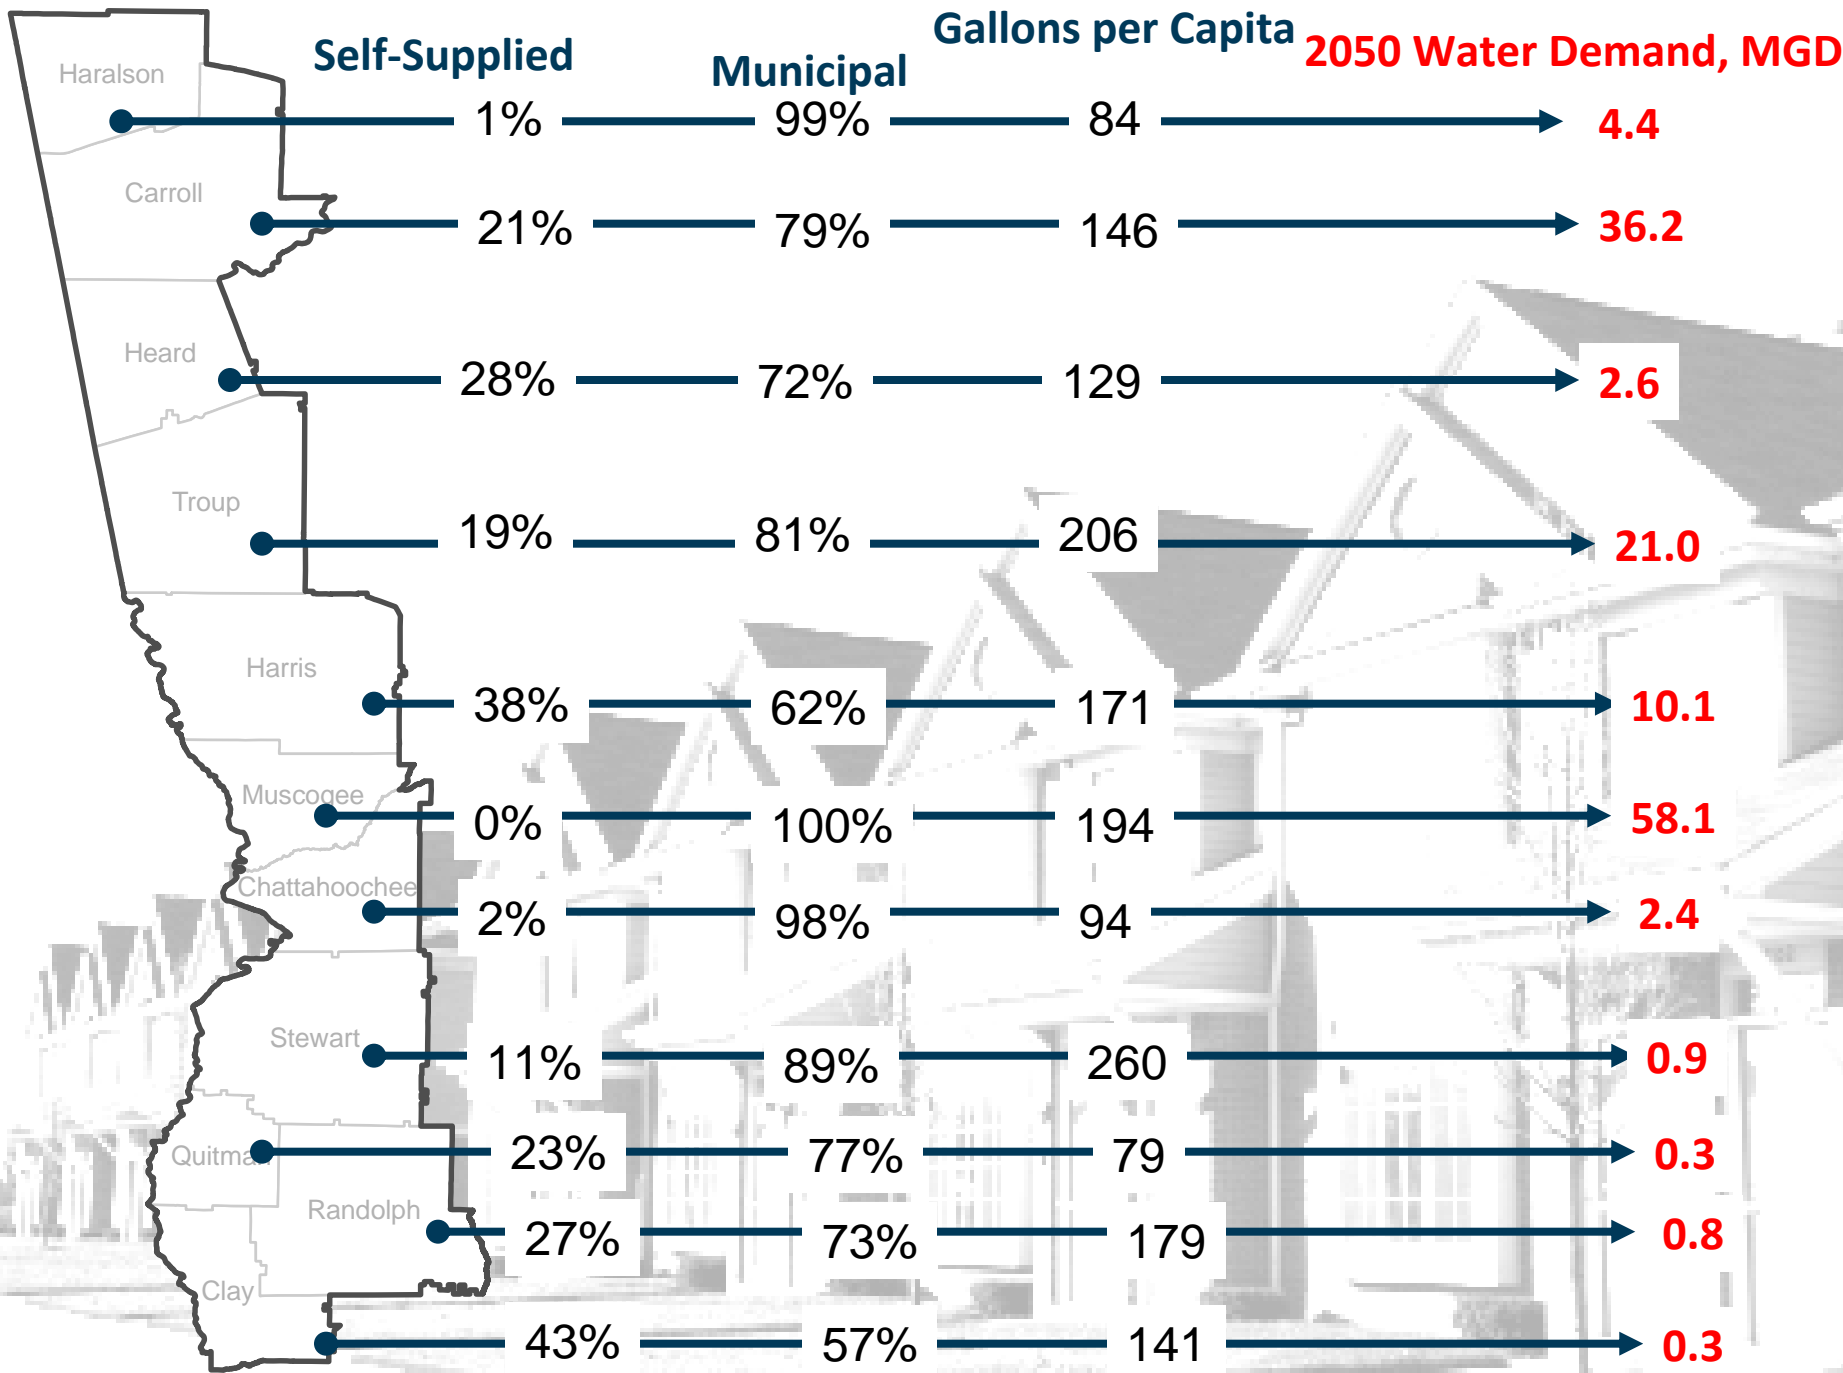 Self-Supplied Municipal Gallons per Capita 2050 Water Demand, MGD
Haralson 1% 99% 84 4.4
Carroll 21% 79% 146 36.2
Heard 28% 72% 129 2.6
Troup 19% 81% 206 21.0
Harris 38% 62% 171 10.1
Muscogee 0% 100% 194 58.1
Chattahoochee 2% 98% 94 2.4
Stewart 11% 89% 260 0.9
Quitman 23% 77% 79 0.3
Randolph 27% 73% 179 0.8
Clay 43% 57% 141 0.3